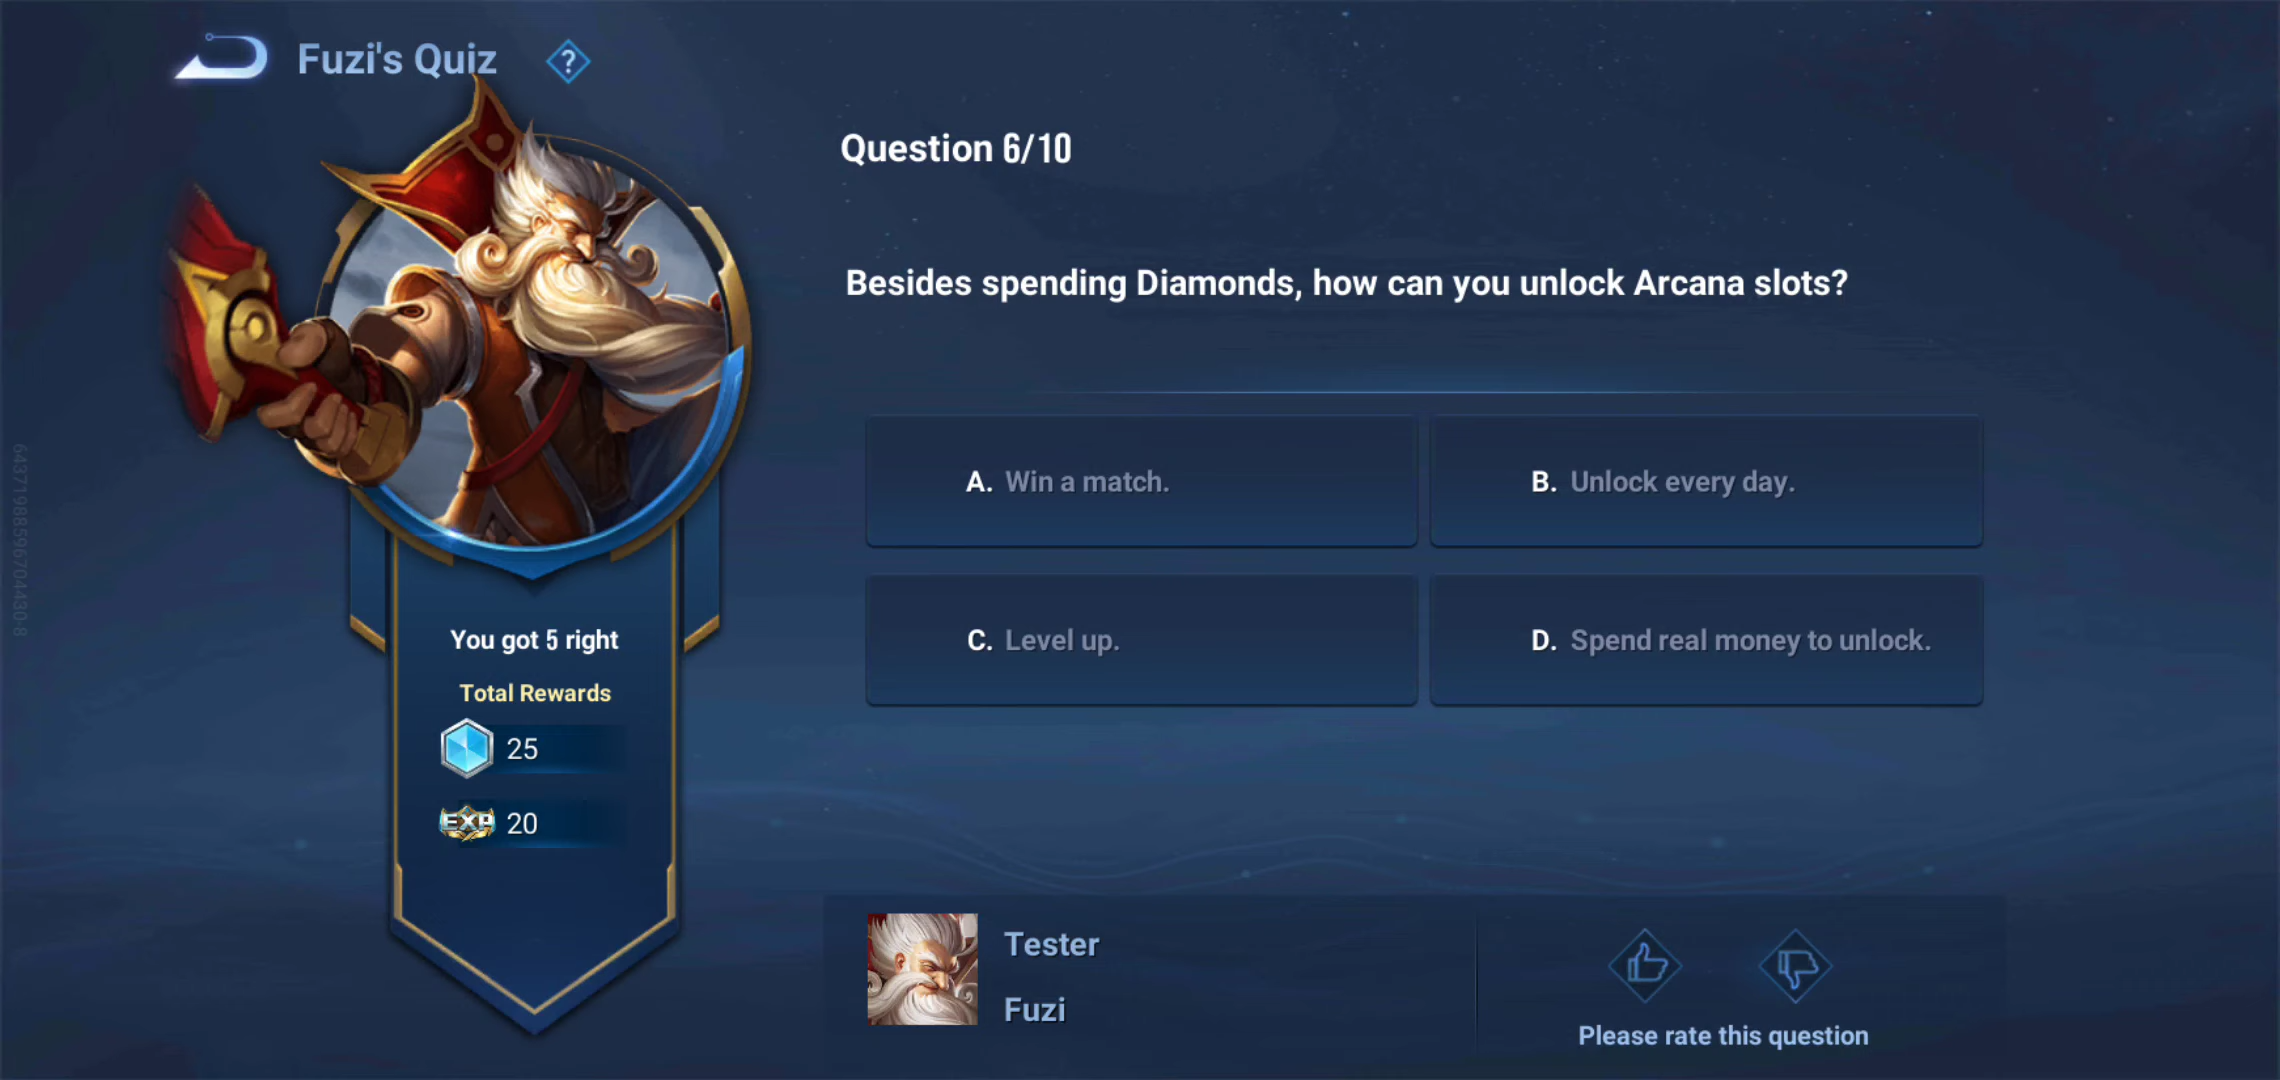 Fuzi's Quiz
?
Question 6/10
Besides spending Diamonds, how can you unlock Arcana slots?
A. Win a match.
B. Unlock every day.
C. Level up.
D. Spend real money to unlock.
You got 5 right
Total Rewards
25
EXP 20
Tester
Fuzi
Please rate this question